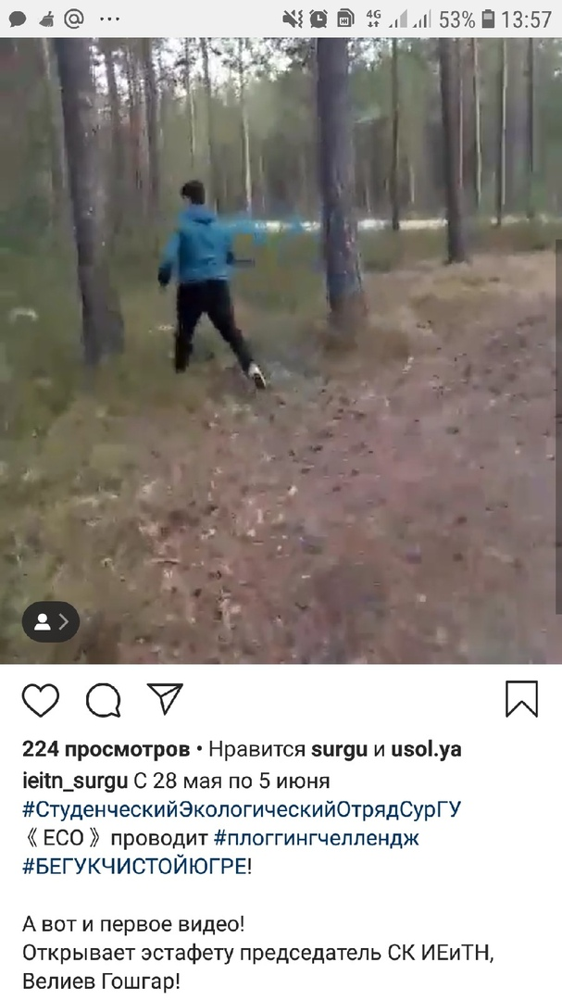 4G 53% 13:57
224 просмотров • Нравится surgu и usol.ya
ieitn_surgu С 28 мая по 5 июня
#СтуденческийЭкологическийОтрядСурГУ
《 ECO 》 проводит #плоггингчеллендж
#БЕГУКЧИСТОЙЮГРЕ!
А вот и первое видео!
Открывает эстафету председатель СК ИЕиТН,
Велиев Гошгар!